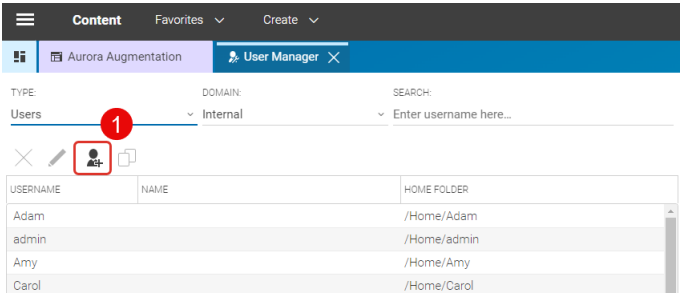 Content Favorites Create
Aurora Augmentation User Manager
TYPE: DOMAIN: SEARCH:
Users Internal Enter username here...
1
USERNAME NAME HOME FOLDER
Adam /Home/Adam
admin /Home/admin
Amy /Home/Amy
Carol /Home/Carol